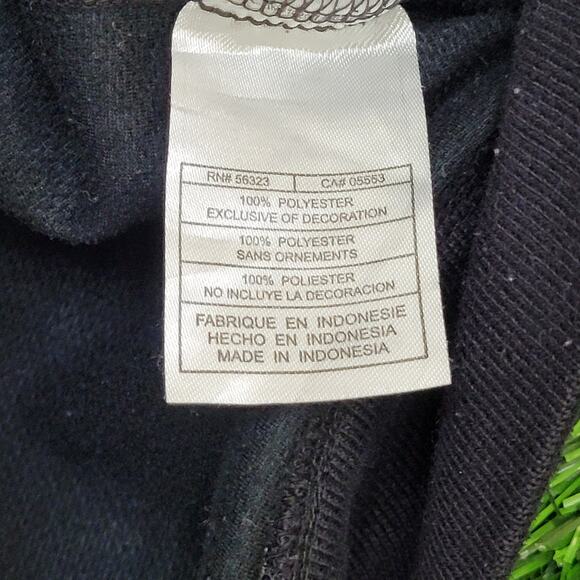 RN# 56323 CA# 05553
100% POLYESTER
EXCLUSIVE OF DECORATION
100% POLYESTER
SANS ORNEMENTS
100% POLIESTER
NO INCLUYE LA DECORACION
FABRIQUE EN INDONESIE
HECHO EN INDONESIA
MADE IN INDONESIA